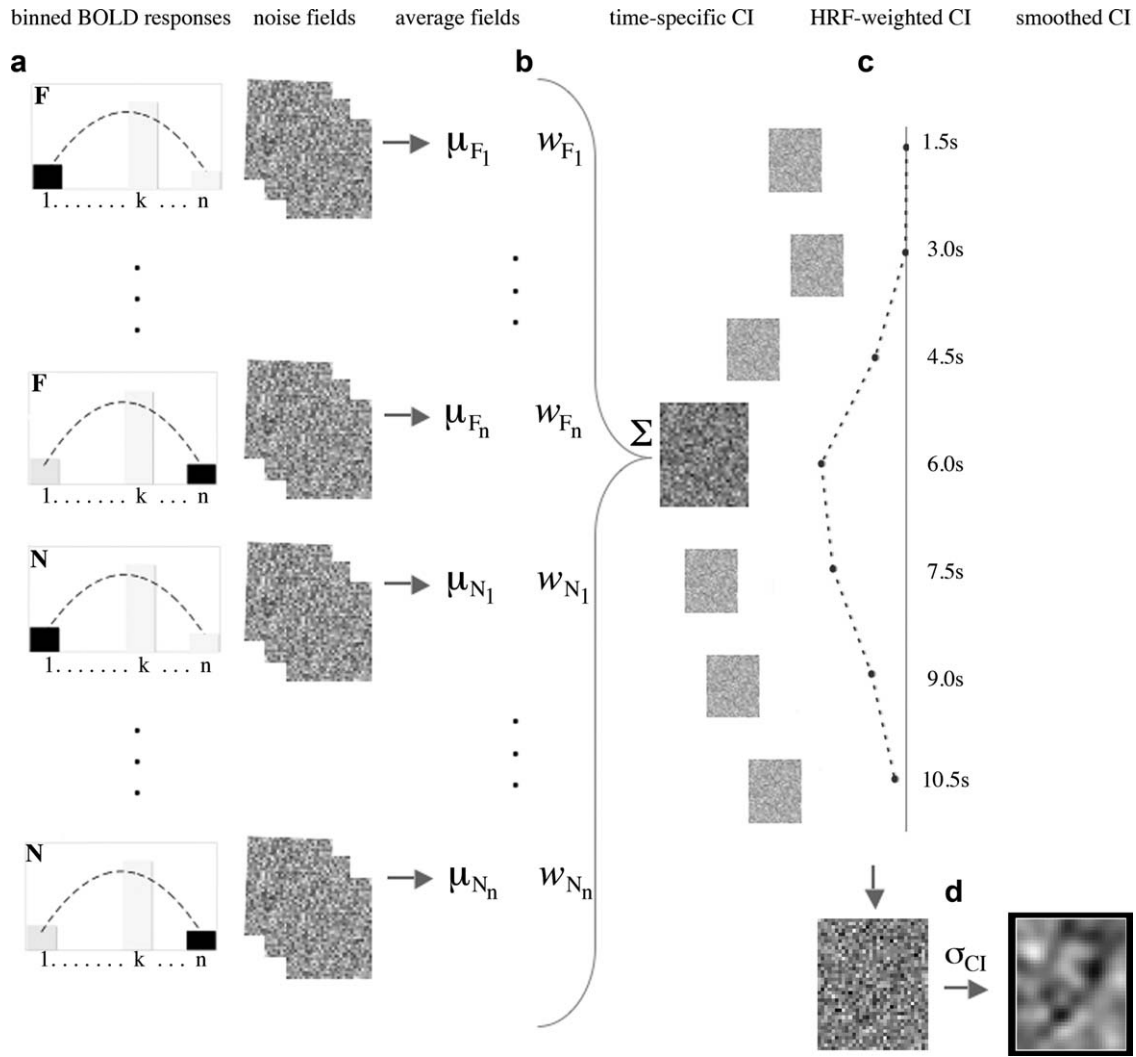 binned BOLD responses noise fields average fields time-specific CI HRF-weighted CI smoothed CI
a b c
F
1. . . . . . . k . . . n
μF1 wF1
1.5s
3.0s
4.5s
F
1. . . . . . . k . . . n
μFn wFn
Σ
6.0s
N
1. . . . . . . k . . . n
μN1 wN1
7.5s
9.0s
10.5s
N
1. . . . . . . k . . . n
μNn wNn
d
σCI